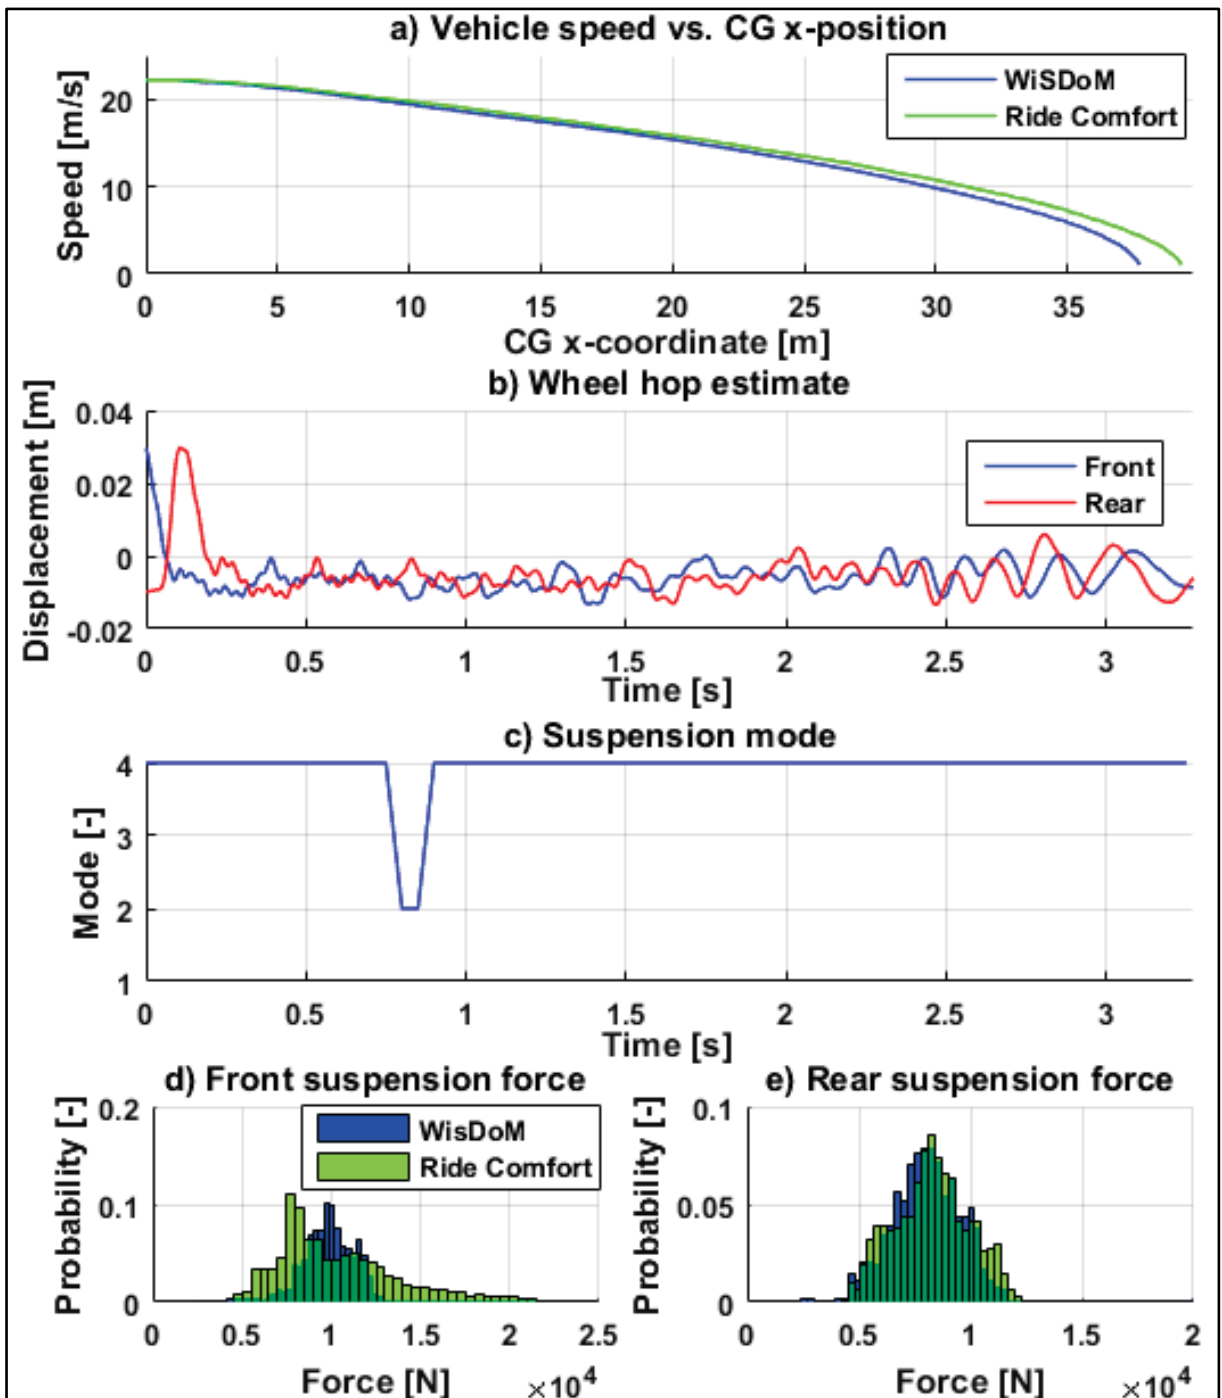 a) Vehicle speed vs. CG x-position
Speed [m/s]
20
10
0
WiSDoM
Ride Comfort
0 5 10 15 20 25 30 35
CG x-coordinate [m]
b) Wheel hop estimate
Displacement [m]
0.04
0.02
0
-0.02
Front
Rear
0 0.5 1 1.5 2 2.5 3
Time [s]
c) Suspension mode
Mode [-]
4
3
2
1
0 0.5 1 1.5 2 2.5 3
Time [s]
d) Front suspension force
Probability [-]
0.2
0.1
0
WisDoM
Ride Comfort
0 0.5 1 1.5 2 2.5
Force [N] ×10⁴
e) Rear suspension force
Probability [-]
0.1
0.05
0
0 0.5 1 1.5 2
Force [N] ×10⁴